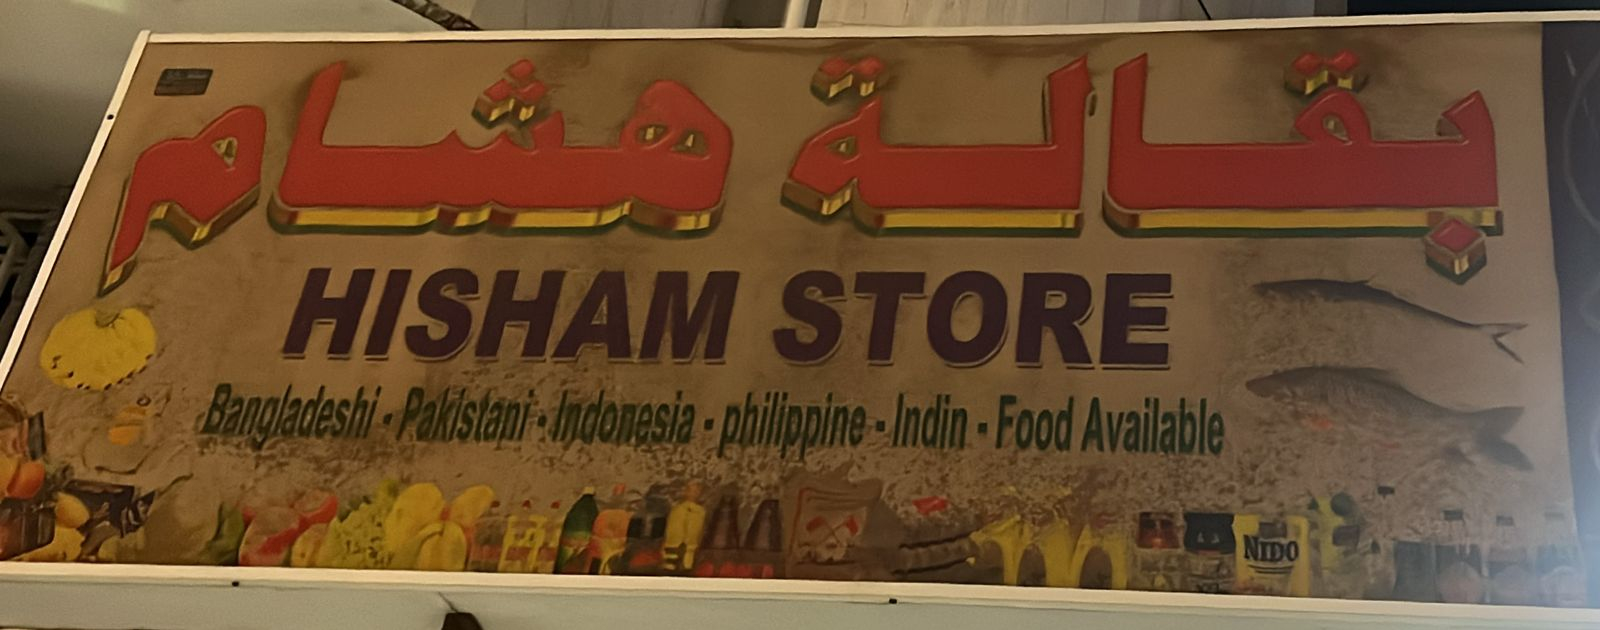 بقالة هشام
HISHAM STORE
Bangladeshi - Pakistani - Indonesia - philippine - Indin - Food Available
NIDO